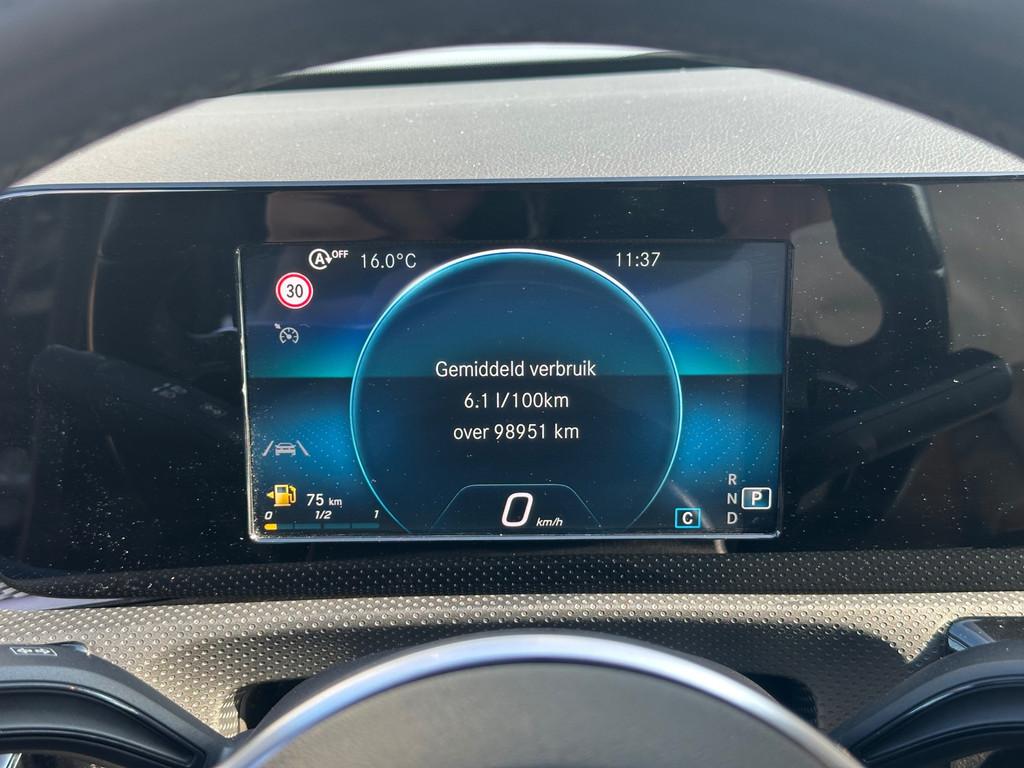 A OFF 16.0°C 11:37
30
Gemiddeld verbruik
6.1 l/100km
over 98951 km
75 km
0 1/2 1
0 km/h
C
R
N P
D